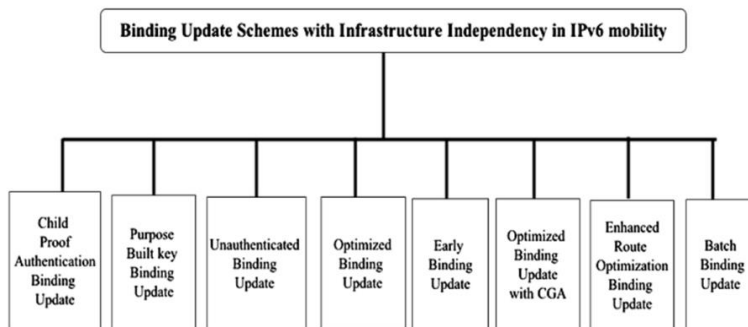 Binding Update Schemes with Infrastructure Independency in IPv6 mobility
Child
Proof
Authentication
Binding
Update
Purpose
Built key
Binding
Update
Unauthenticated
Binding
Update
Optimized
Binding
Update
Early
Binding
Update
Optimized
Binding
Update
with CGA
Enhanced
Route
Optimization
Binding
Update
Batch
Binding
Update